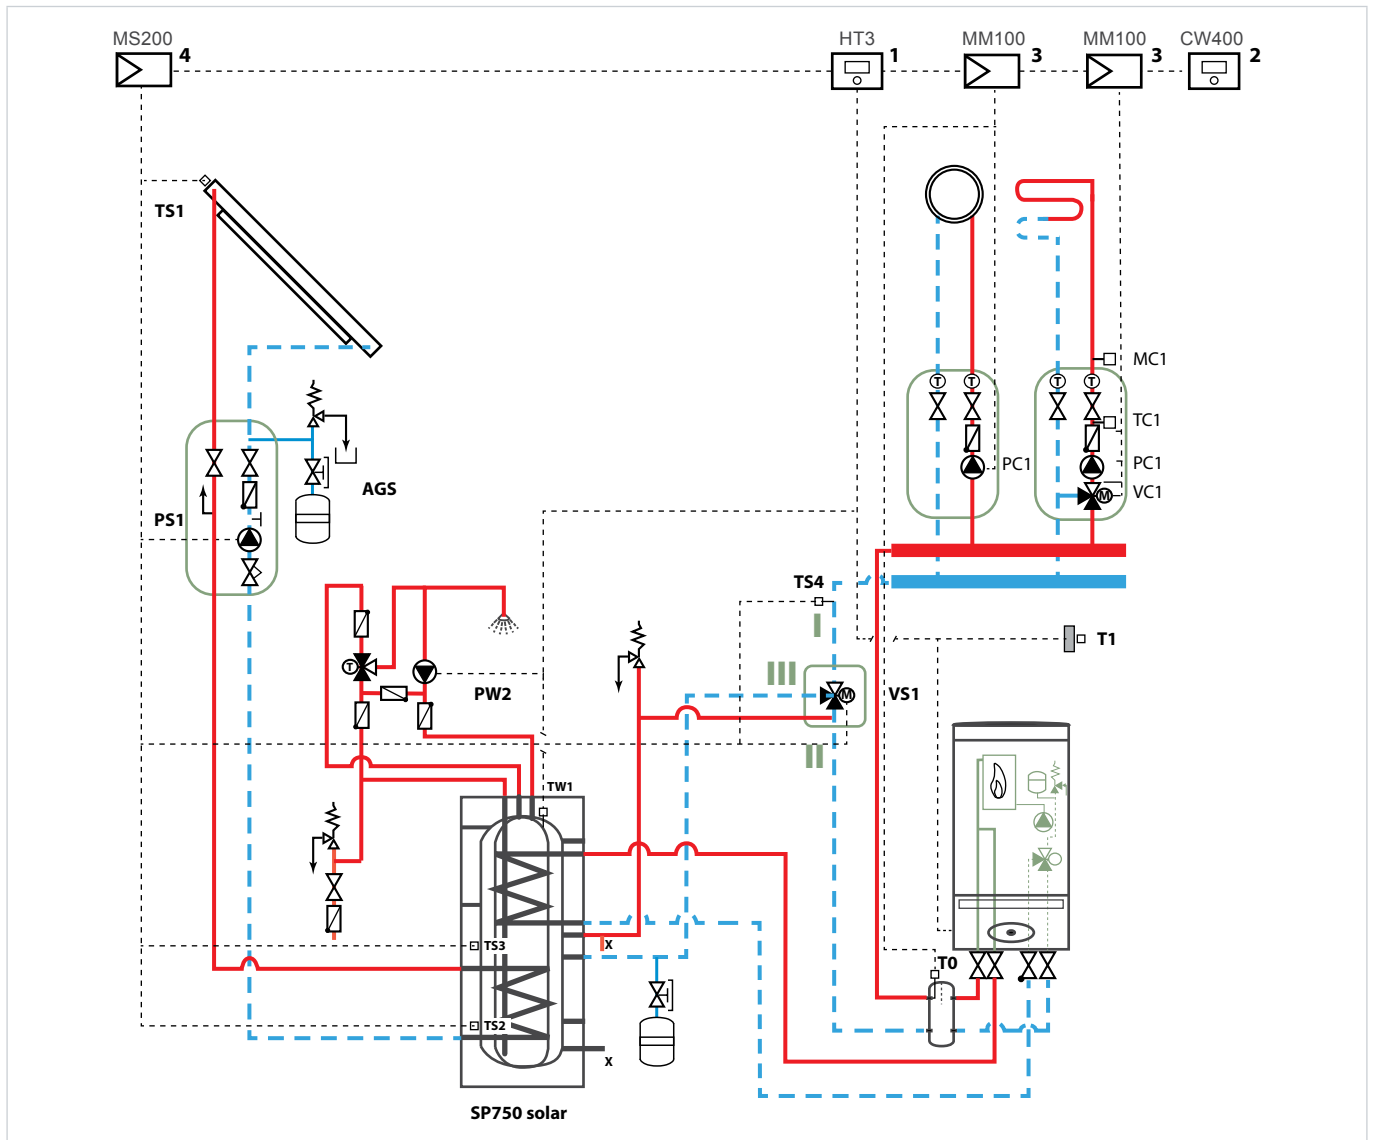 MS200 HT3 MM100 MM100 CW400
4 1 3 3 2
TS1
MC1
T T T T
TC1
AGS
PC1 PC1
M VC1
PS1
TS4
I
T1
T
III
PW2 M VS1
II
TW1
TS3 x
T0
TS2
x
SP750 solar